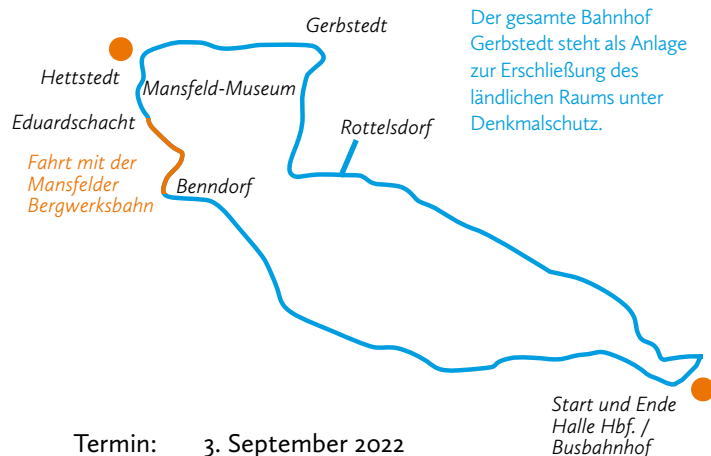 Gerbstedt
Der gesamte Bahnhof
Gerbstedt steht als Anlage
zur Erschließung des
ländlichen Raums unter
Denkmalschutz.
Hettstedt
Mansfeld-Museum
Eduardschacht
Rottelsdorf
Fahrt mit der
Mansfelder
Bergwerksbahn
Benndorf
Start und Ende
Halle Hbf. /
Busbahnhof
Termin: 3. September 2022